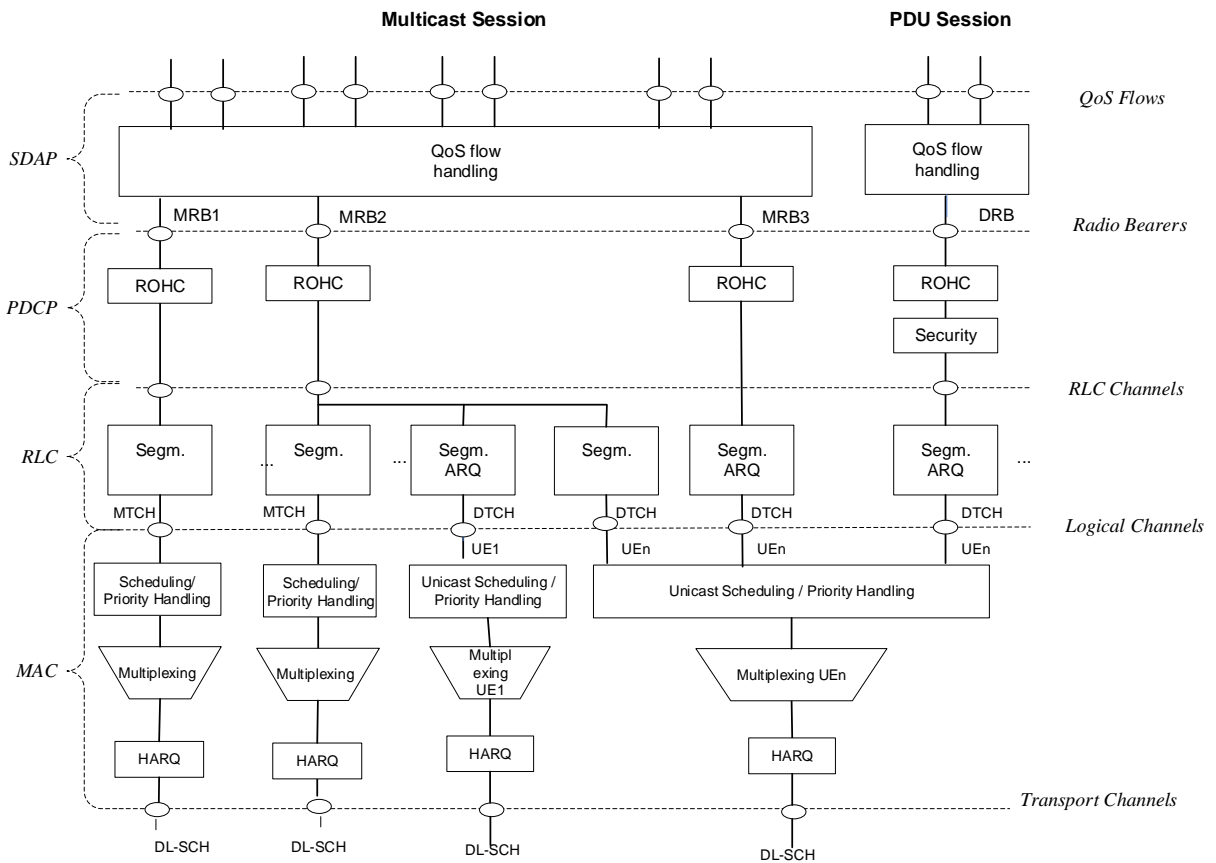 Multicast Session
PDU Session
QoS Flows
SDAP
QoS flow
handling
QoS flow
handling
MRB1
MRB2
MRB3
DRB
Radio Bearers
PDCP
ROHC
ROHC
ROHC
ROHC
Security
RLC Channels
RLC
Segm.
...
Segm.
...
Segm.
ARQ
Segm.
Segm.
ARQ
Segm.
ARQ
...
MTCH
MTCH
DTCH
DTCH
DTCH
DTCH
Logical Channels
UE1
UEn
UEn
UEn
MAC
Scheduling/
Priority Handling
Scheduling/
Priority Handling
Unicast Scheduling /
Priority Handling
Unicast Scheduling / Priority Handling
Multiplexing
Multiplexing
Multipl
exing
UE1
Multiplexing UEn
HARQ
HARQ
HARQ
HARQ
Transport Channels
DL-SCH
DL-SCH
DL-SCH
DL-SCH